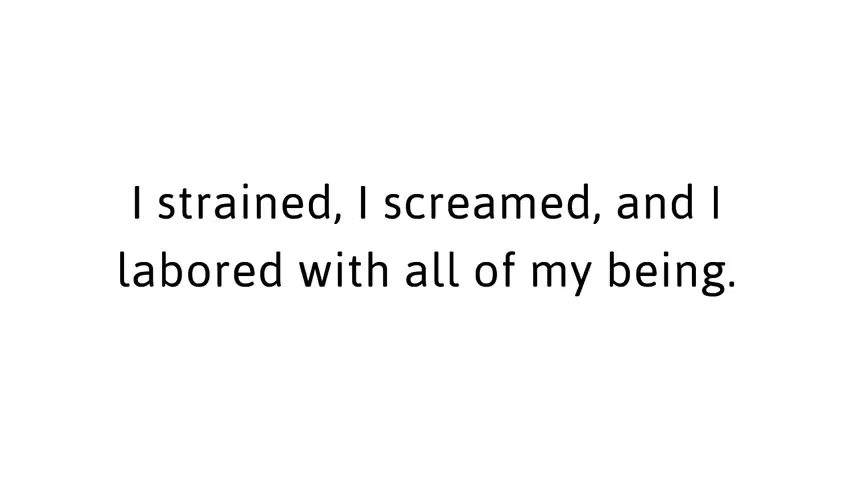 I strained, I screamed, and I
labored with all of my being.